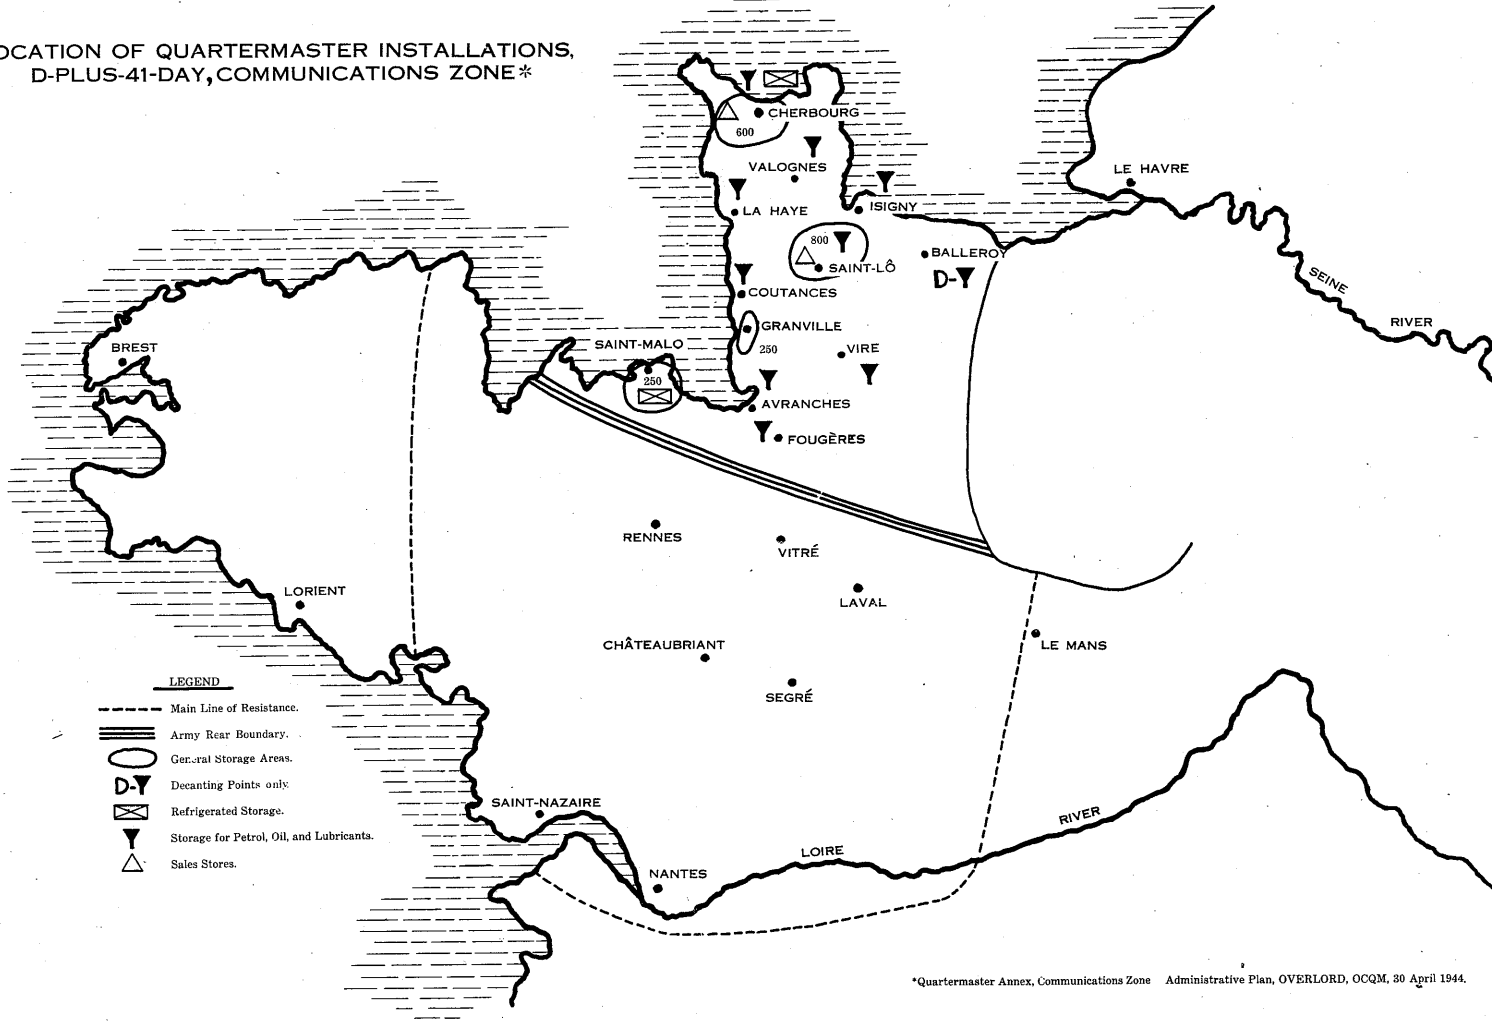 OCATION OF QUARTERMASTER INSTALLATIONS,
D-PLUS-41-DAY, COMMUNICATIONS ZONE*
CHERBOURG
600
VALOGNES
LE HAVRE
LA HAYE
ISIGNY
800
SAINT-LÔ
BALLEROY
D-
SEINE
RIVER
COUTANCES
GRANVILLE
250
SAINT-MALO
250
VIRE
BREST
AVRANCHES
FOUGÈRES
RENNES
VITRÉ
LORIENT
LAVAL
CHÂTEAUBRIANT
LE MANS
SEGRÉ
LEGEND
Main Line of Resistance.
Army Rear Boundary.
General Storage Areas.
D- Decanting Points only.
Refrigerated Storage.
Storage for Petrol, Oil, and Lubricants.
Sales Stores.
SAINT-NAZAIRE
NANTES
LOIRE
RIVER
*Quartermaster Annex, Communications Zone Administrative Plan, OVERLORD, OCQM, 30 April 1944.